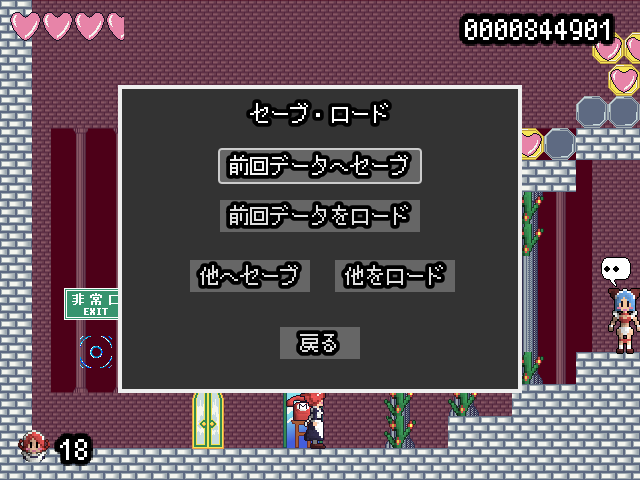 0000844901
セーブ・ロード
前回データへセーブ
前回データをロード
他へセーブ
他をロード
戻る
非常口
EXIT
18